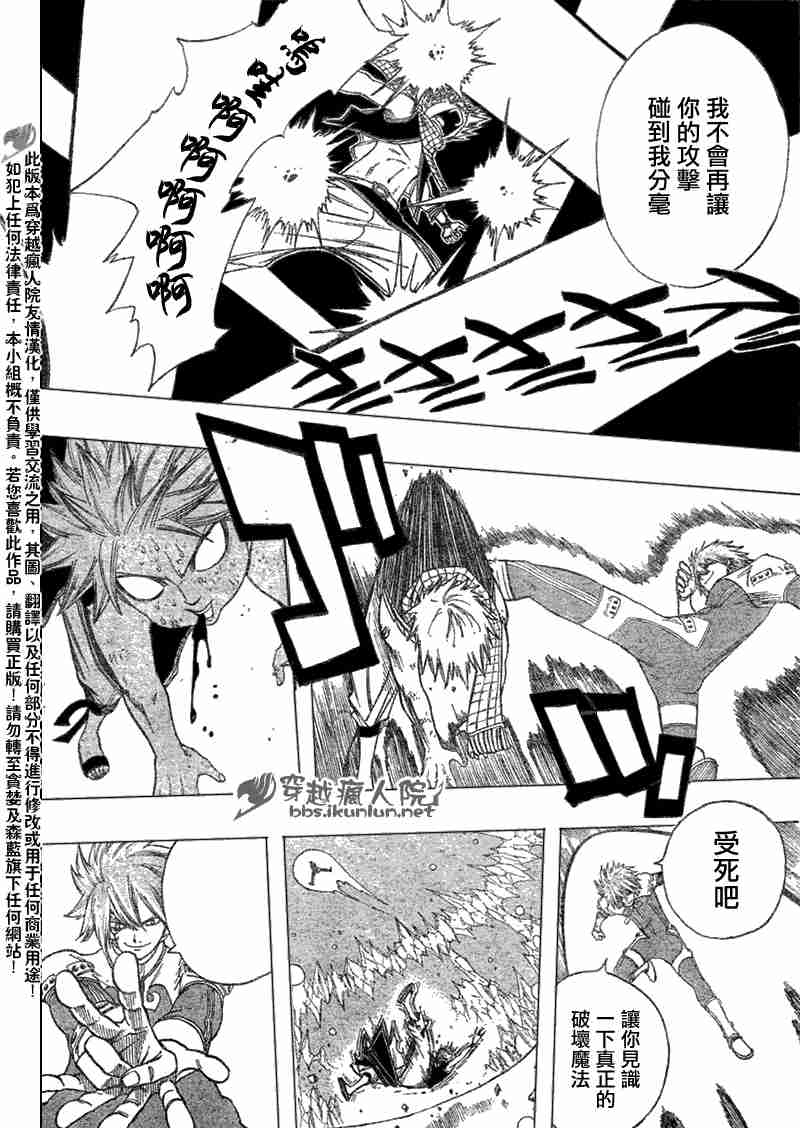 我不會再讓
你的攻擊
碰到我分毫
啊啊啊啊啊
ドゴッ
受死吧
讓你見識
一下真正的
破壞魔法
穿越瘋人院
bbs.ikunlun.net
此版本爲穿越瘋人院友情漢化，僅供學習交流之用，其圖、翻譯以及任何部分不得進行修改或用于任何商業用途！
如犯上任何法律責任，本小組概不負責。若您喜歡此作品，請購買正版！請勿轉至貪婪及森藍旗下任何網站！